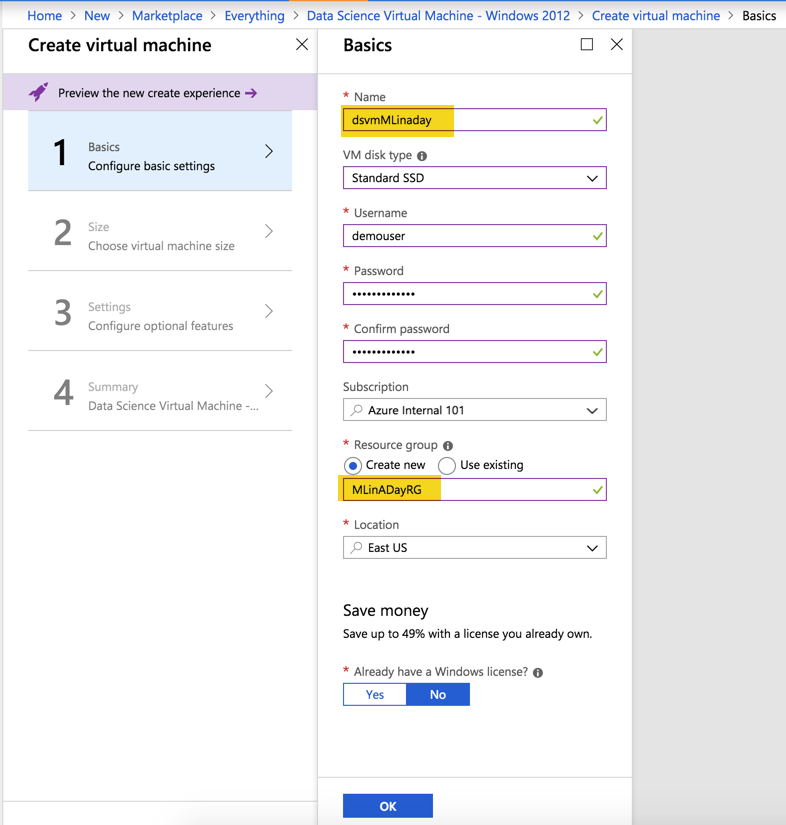 Home > New > Marketplace > Everything > Data Science Virtual Machine - Windows 2012 > Create virtual machine > Basics
Create virtual machine
Preview the new create experience →
1
Basics
Configure basic settings
2
Size
Choose virtual machine size
3
Settings
Configure optional features
4
Summary
Data Science Virtual Machine -...
Basics
* Name
dsvmMLinaday
VM disk type
Standard SSD
* Username
demouser
* Password
•••••••••••••
* Confirm password
•••••••••••••
Subscription
Azure Internal 101
* Resource group
Create new Use existing
MLinADayRG
* Location
East US
Save money
Save up to 49% with a license you already own.
* Already have a Windows license?
Yes No
OK